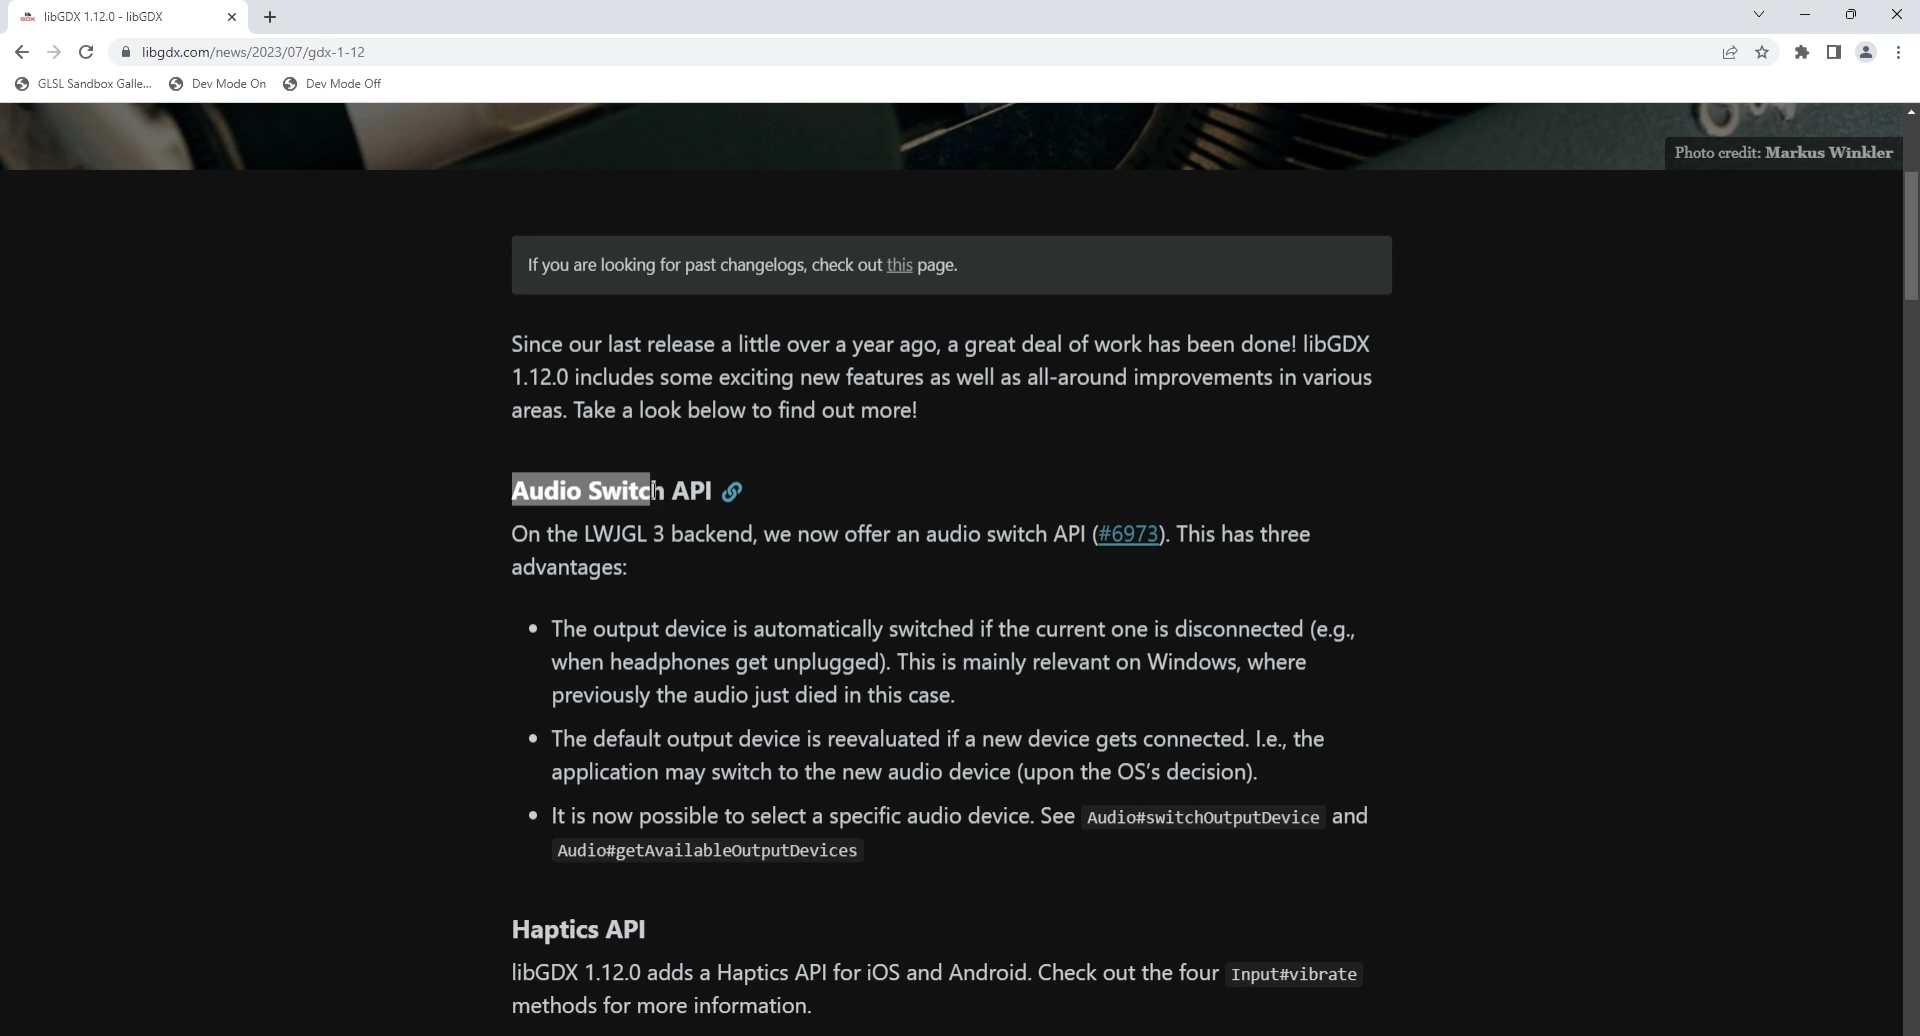 libGDX 1.12.0 - libGDX
libgdx.com/news/2023/07/gdx-1-12
GLSL Sandbox Galle... Dev Mode On Dev Mode Off
Photo credit: Markus Winkler
If you are looking for past changelogs, check out this page.
Since our last release a little over a year ago, a great deal of work has been done! libGDX
1.12.0 includes some exciting new features as well as all-around improvements in various
areas. Take a look below to find out more!
Audio Switch API
On the LWJGL 3 backend, we now offer an audio switch API (#6973). This has three
advantages:
• The output device is automatically switched if the current one is disconnected (e.g.,
when headphones get unplugged). This is mainly relevant on Windows, where
previously the audio just died in this case.
• The default output device is reevaluated if a new device gets connected. I.e., the
application may switch to the new audio device (upon the OS’s decision).
• It is now possible to select a specific audio device. See Audio#switchOutputDevice and
Audio#getAvailableOutputDevices
Haptics API
libGDX 1.12.0 adds a Haptics API for iOS and Android. Check out the four Input#vibrate
methods for more information.